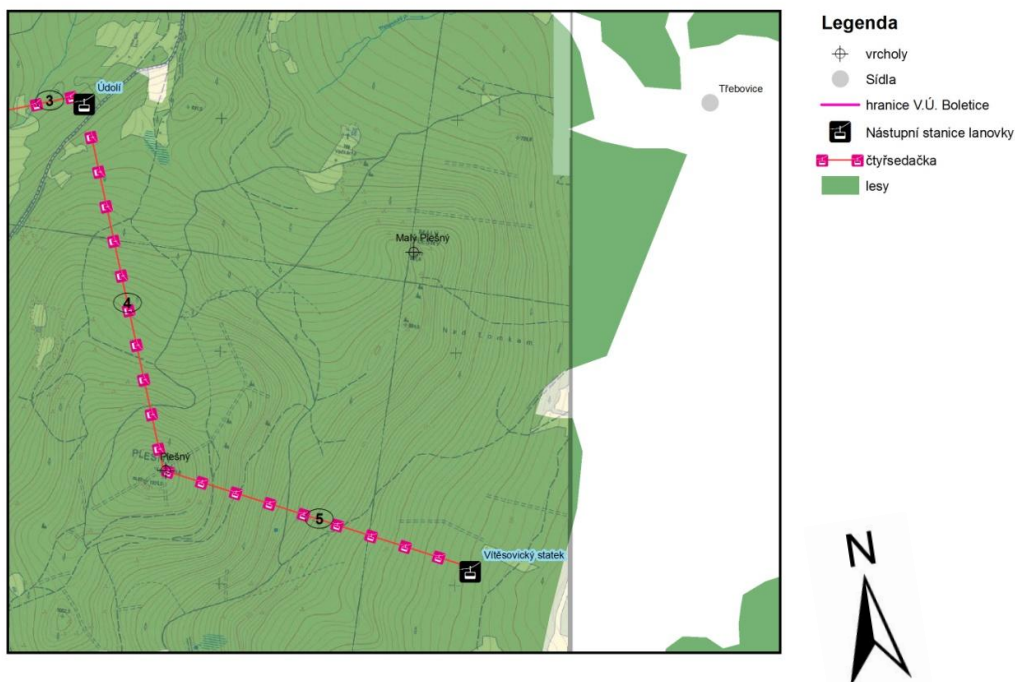 Údolí
3
4
Malý Plešný
Třebovice
Plešný
5
Vítěsovický statek
Legenda
vrcholy
Sídla
hranice V.Ú. Boletice
Nástupní stanice lanovky
čtyřsedačka
lesy
N